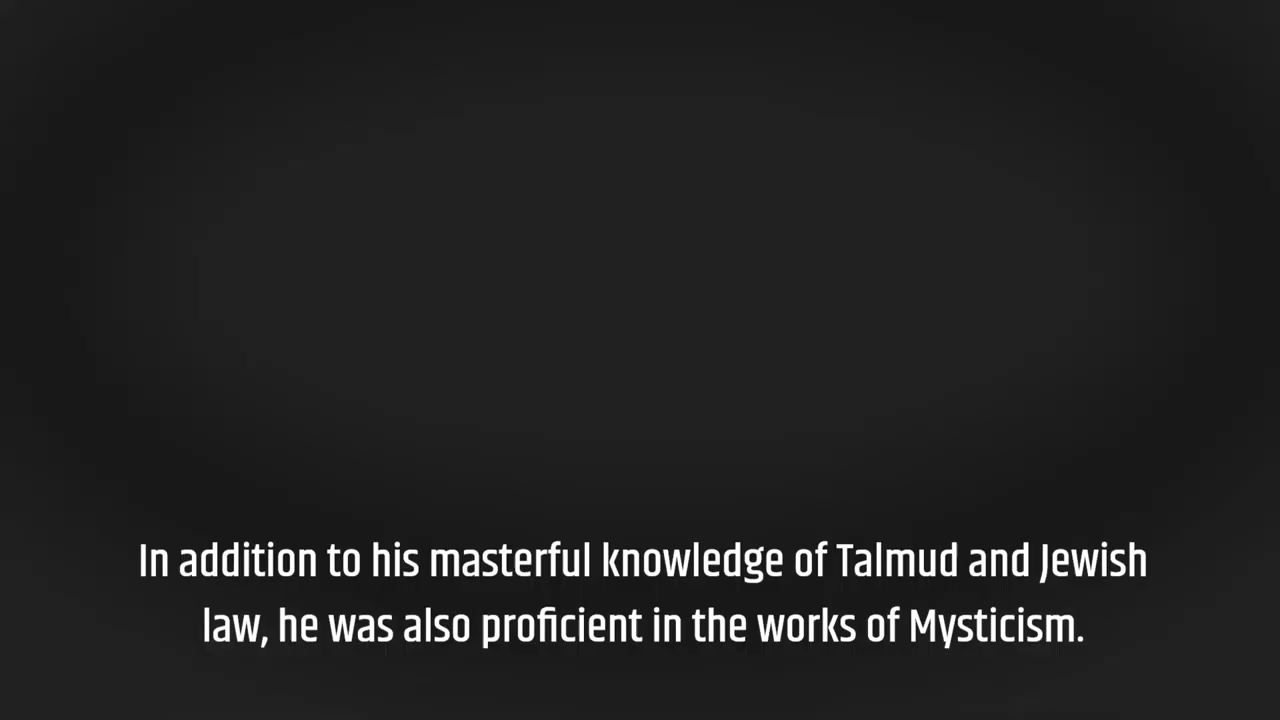 In addition to his masterful knowledge of Talmud and Jewish
law, he was also proficient in the works of Mysticism.